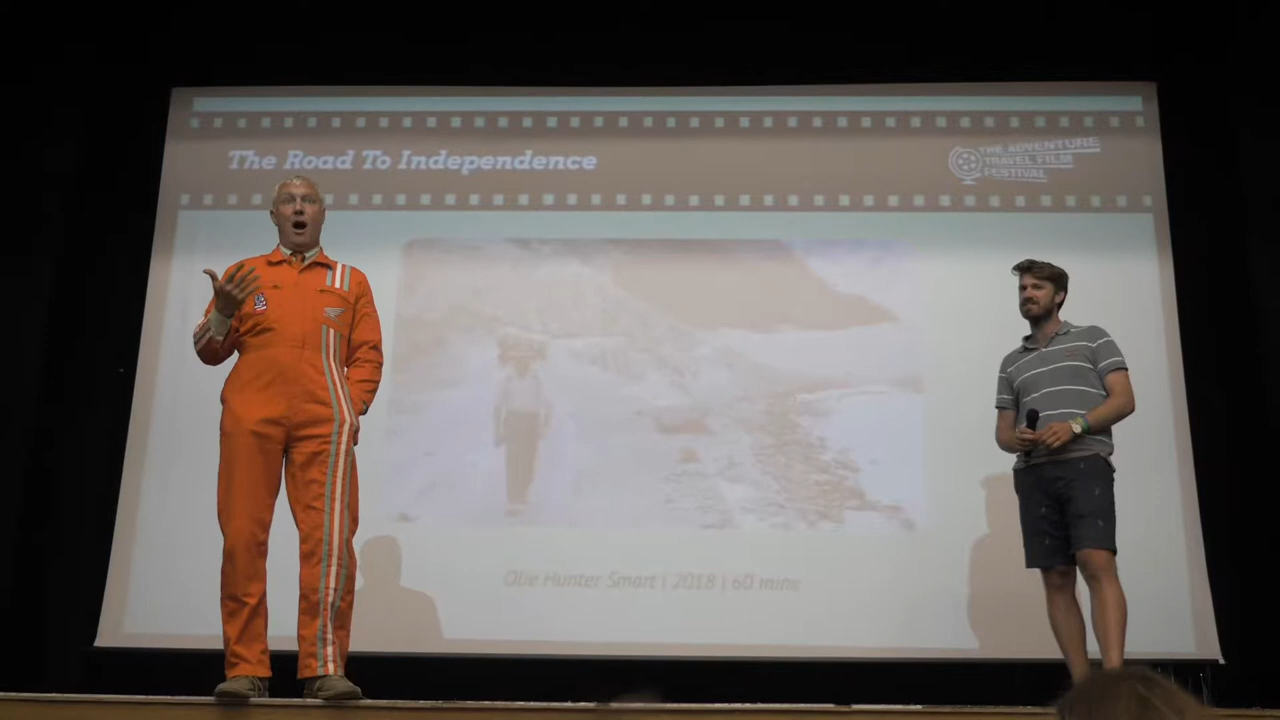 The Road To Independence
THE ADVENTURE
TRAVEL FILM
FESTIVAL
Olie Hunter Smart | 2018 | 60 mins